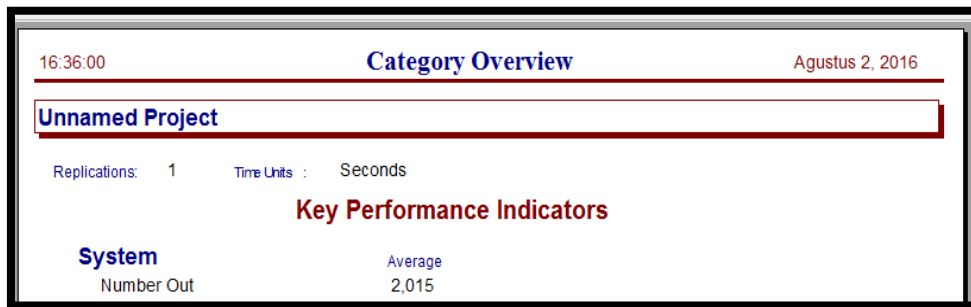 16:36:00 Category Overview Agustus 2, 2016
Unnamed Project
Replications: 1 Time Units : Seconds
Key Performance Indicators
System Average
Number Out 2,015